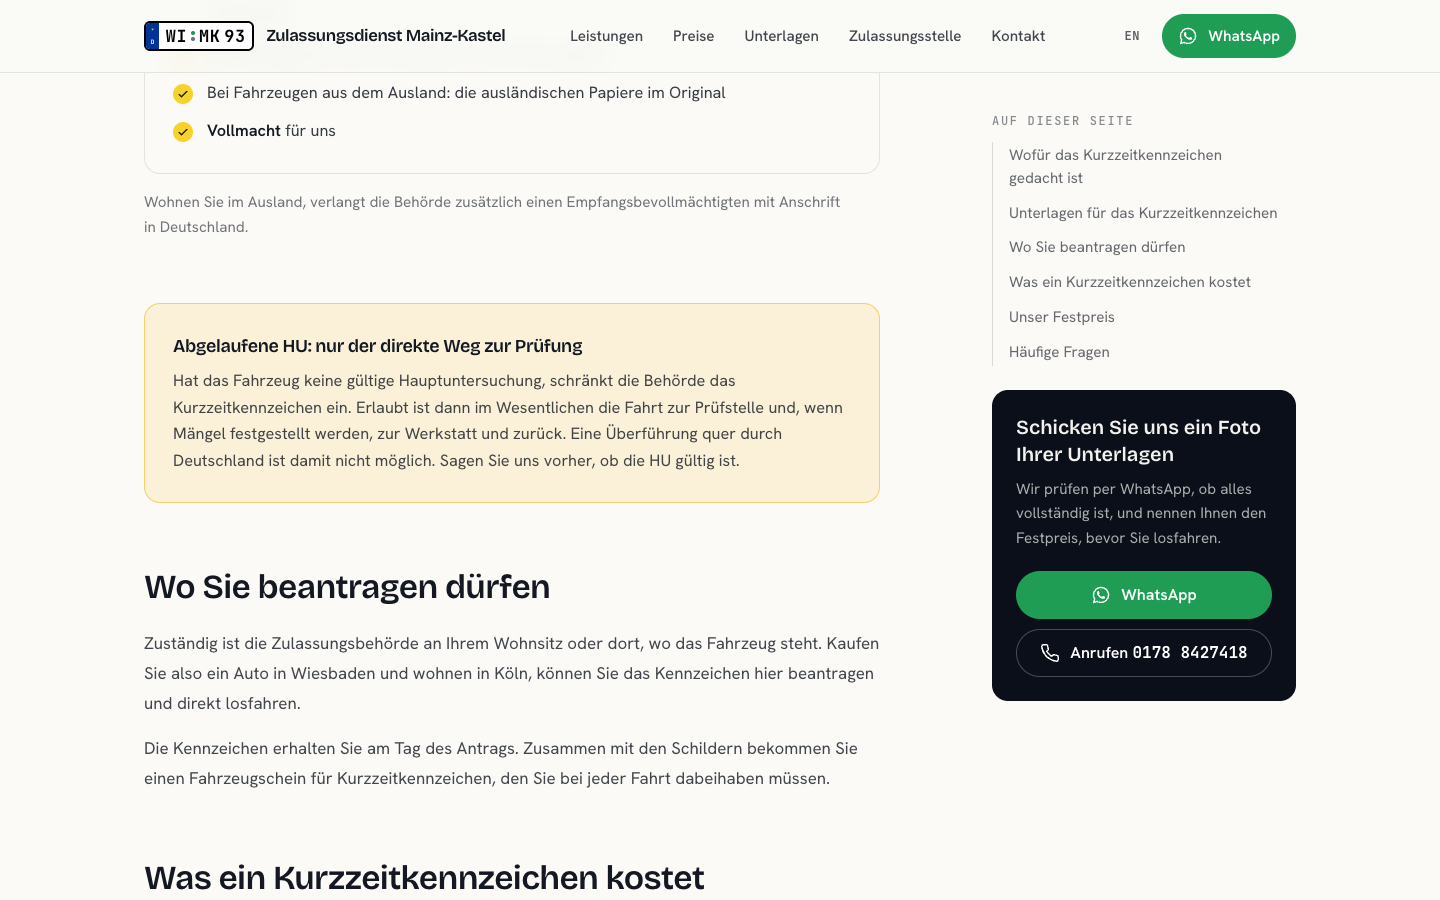 D
WI:MK 93
Zulassungsdienst Mainz-Kastel
Leistungen
Preise
Unterlagen
Zulassungsstelle
Kontakt
EN
WhatsApp
Bei Fahrzeugen aus dem Ausland: die ausländischen Papiere im Original
Vollmacht für uns
Wohnen Sie im Ausland, verlangt die Behörde zusätzlich einen Empfangsbevollmächtigten mit Anschrift
in Deutschland.
Abgelaufene HU: nur der direkte Weg zur Prüfung
Hat das Fahrzeug keine gültige Hauptuntersuchung, schränkt die Behörde das
Kurzzeitkennzeichen ein. Erlaubt ist dann im Wesentlichen die Fahrt zur Prüfstelle und, wenn
Mängel festgestellt werden, zur Werkstatt und zurück. Eine Überführung quer durch
Deutschland ist damit nicht möglich. Sagen Sie uns vorher, ob die HU gültig ist.
Wo Sie beantragen dürfen
Zuständig ist die Zulassungsbehörde an Ihrem Wohnsitz oder dort, wo das Fahrzeug steht. Kaufen
Sie also ein Auto in Wiesbaden und wohnen in Köln, können Sie das Kennzeichen hier beantragen
und direkt losfahren.
Die Kennzeichen erhalten Sie am Tag des Antrags. Zusammen mit den Schildern bekommen Sie
einen Fahrzeugschein für Kurzzeitkennzeichen, den Sie bei jeder Fahrt dabeihaben müssen.
Was ein Kurzzeitkennzeichen kostet
AUF DIESER SEITE
Wofür das Kurzzeitkennzeichen
gedacht ist
Unterlagen für das Kurzzeitkennzeichen
Wo Sie beantragen dürfen
Was ein Kurzzeitkennzeichen kostet
Unser Festpreis
Häufige Fragen
Schicken Sie uns ein Foto
Ihrer Unterlagen
Wir prüfen per WhatsApp, ob alles
vollständig ist, und nennen Ihnen den
Festpreis, bevor Sie losfahren.
WhatsApp
Anrufen 0178 8427418